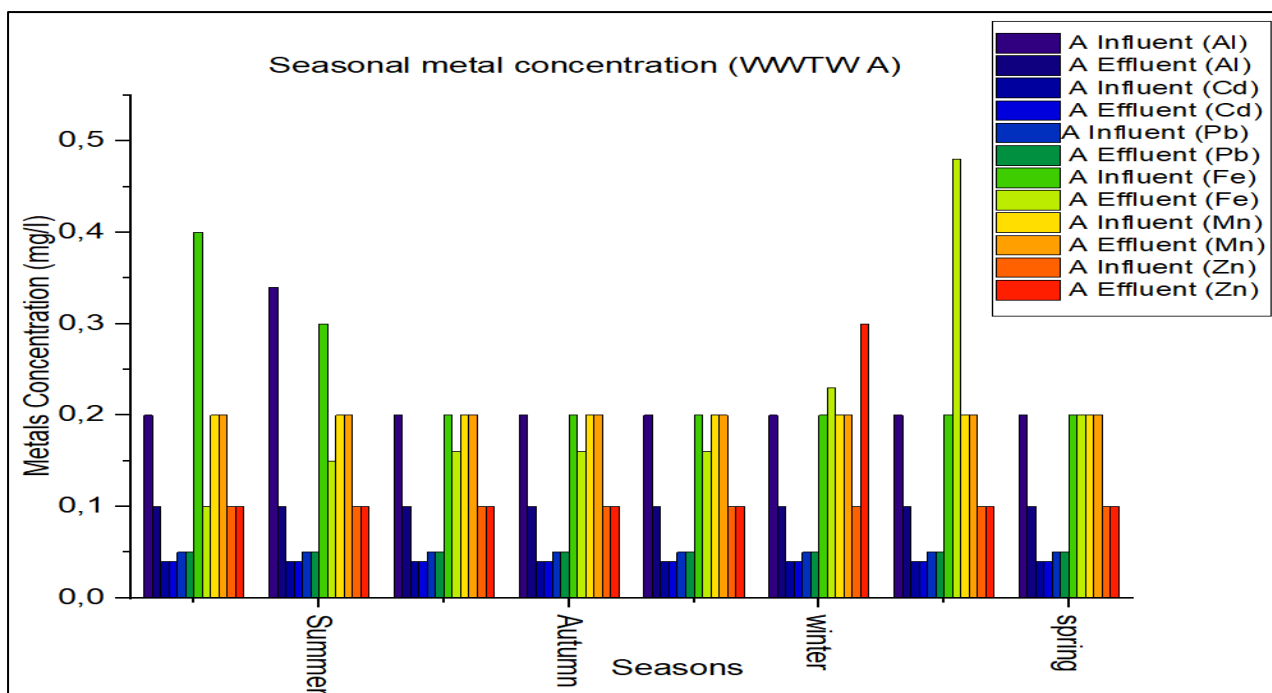 Seasonal metal concentration (WWTW A)
A Influent (Al)
A Effluent (Al)
A Influent (Cd)
A Effluent (Cd)
A Influent (Pb)
A Effluent (Pb)
A Influent (Fe)
A Effluent (Fe)
A Influent (Mn)
A Effluent (Mn)
A Influent (Zn)
A Effluent (Zn)
Metals Concentration (mg/l)
0,5
0,4
0,3
0,2
0,1
0,0
Summer
Autumn
winter
spring
Seasons